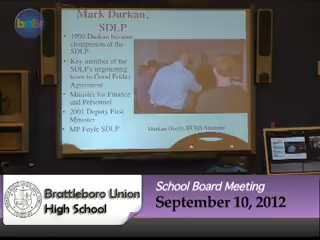 bctv
Mark Durkan,
SDLP
• 1990 Durkan became
chairperson of the
SDLP
• Key member of the
SDLP's negotiating
team to Good Friday
Agreement
• Minister for Finance
and Personnel
• 2001 Deputy First
Minister
• MP Foyle SDLP
Durkan Greets BUHS Students
Brattleboro Union
High School
School Board Meeting
September 10, 2012